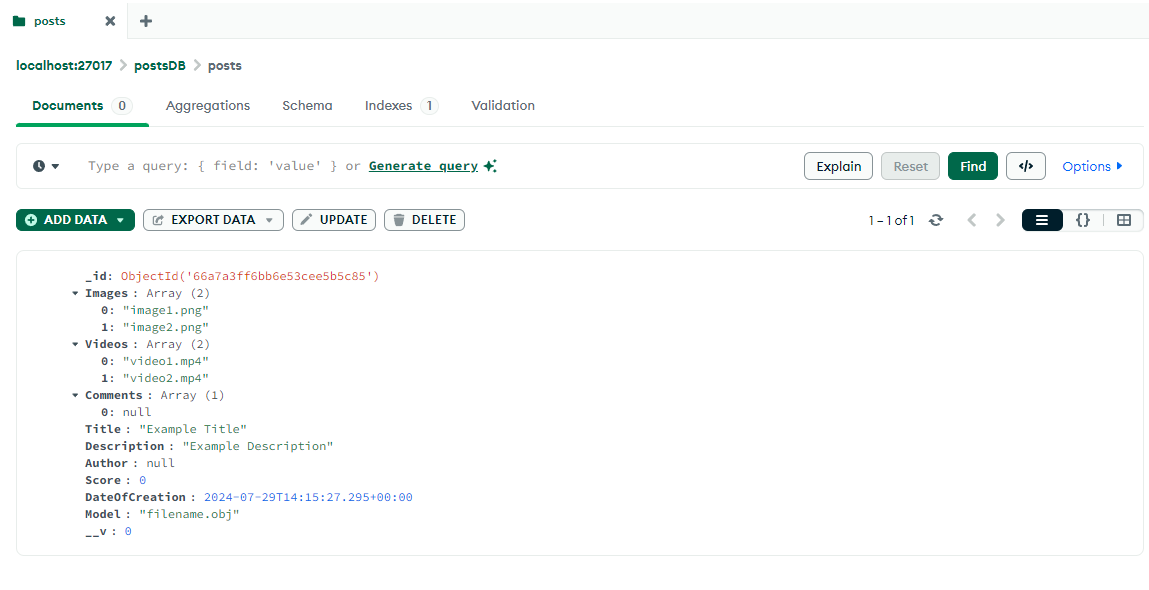 posts
localhost:27017 > postsDB > posts
Documents 0 Aggregations Schema Indexes 1 Validation
Type a query: { field: 'value' } or Generate query Explain Reset Find </> Options
ADD DATA EXPORT DATA UPDATE DELETE 1 – 1 of 1 {}
_id: ObjectId('66a7a3ff6bb6e53cee5b5c85')
Images : Array (2)
0: "image1.png"
1: "image2.png"
Videos : Array (2)
0: "video1.mp4"
1: "video2.mp4"
Comments : Array (1)
0: null
Title : "Example Title"
Description : "Example Description"
Author : null
Score : 0
DateOfCreation : 2024-07-29T14:15:27.295+00:00
Model : "filename.obj"
__v : 0